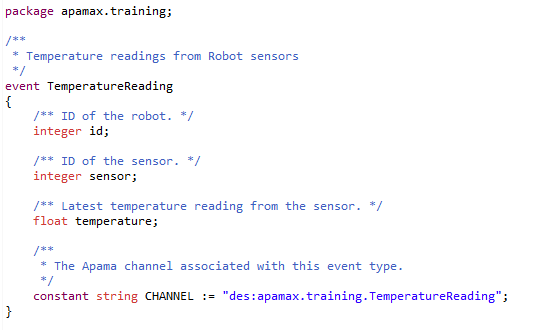 package apamax.training;
/**
 * Temperature readings from Robot sensors
 */
event TemperatureReading
{
    /** ID of the robot. */
    integer id;
    /** ID of the sensor. */
    integer sensor;
    /** Latest temperature reading from the sensor. */
    float temperature;
    /**
     * The Apama channel associated with this event type.
     */
    constant string CHANNEL := "des:apamax.training.TemperatureReading";
}